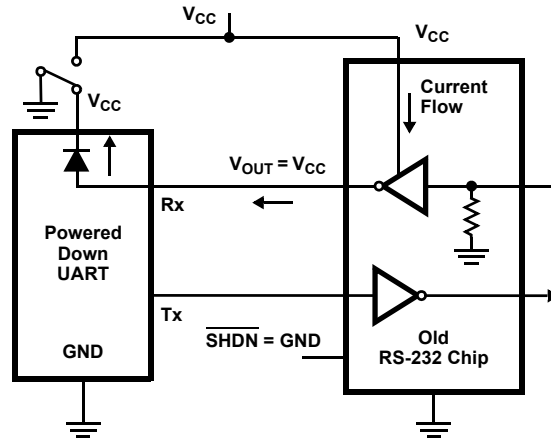 VCC
VCC
VCC
Current
Flow
VOUT = VCC
Rx
Powered
Down
UART
Tx
GND
SHDN = GND
Old
RS-232 Chip